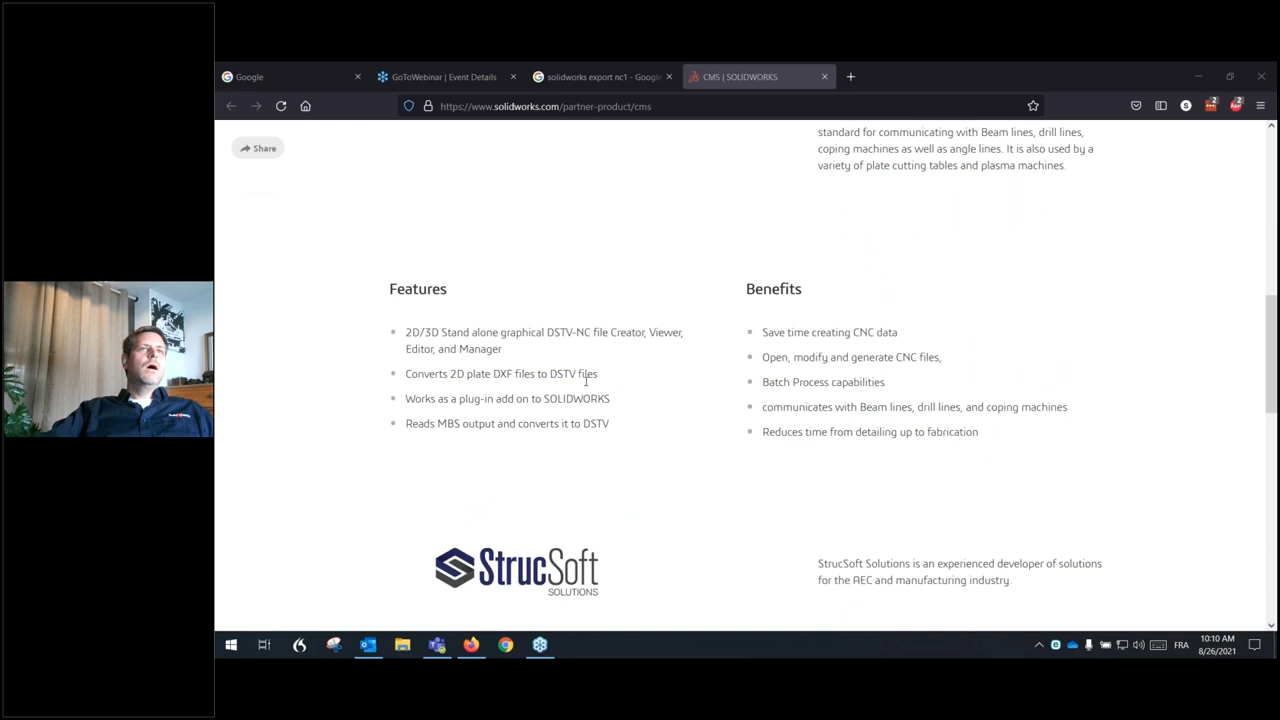 Google
GoToWebinar | Event Details
solidworks export nc1 - Google
CMS | SOLIDWORKS
https://www.solidworks.com/partner-product/cms
S
2
2
Share
standard for communicating with Beam lines, drill lines,
coping machines as well as angle lines. It is also used by a
variety of plate cutting tables and plasma machines.
Features
2D/3D Stand alone graphical DSTV-NC file Creator, Viewer,
Editor, and Manager
Converts 2D plate DXF files to DSTV files
Works as a plug-in add on to SOLIDWORKS
Reads MBS output and converts it to DSTV
Benefits
Save time creating CNC data
Open, modify and generate CNC files,
Batch Process capabilities
communicates with Beam lines, drill lines, and coping machines
Reduces time from detailing up to fabrication
StrucSoft
SOLUTIONS
StrucSoft Solutions is an experienced developer of solutions
for the AEC and manufacturing industry.
FRA
10:10 AM
8/26/2021